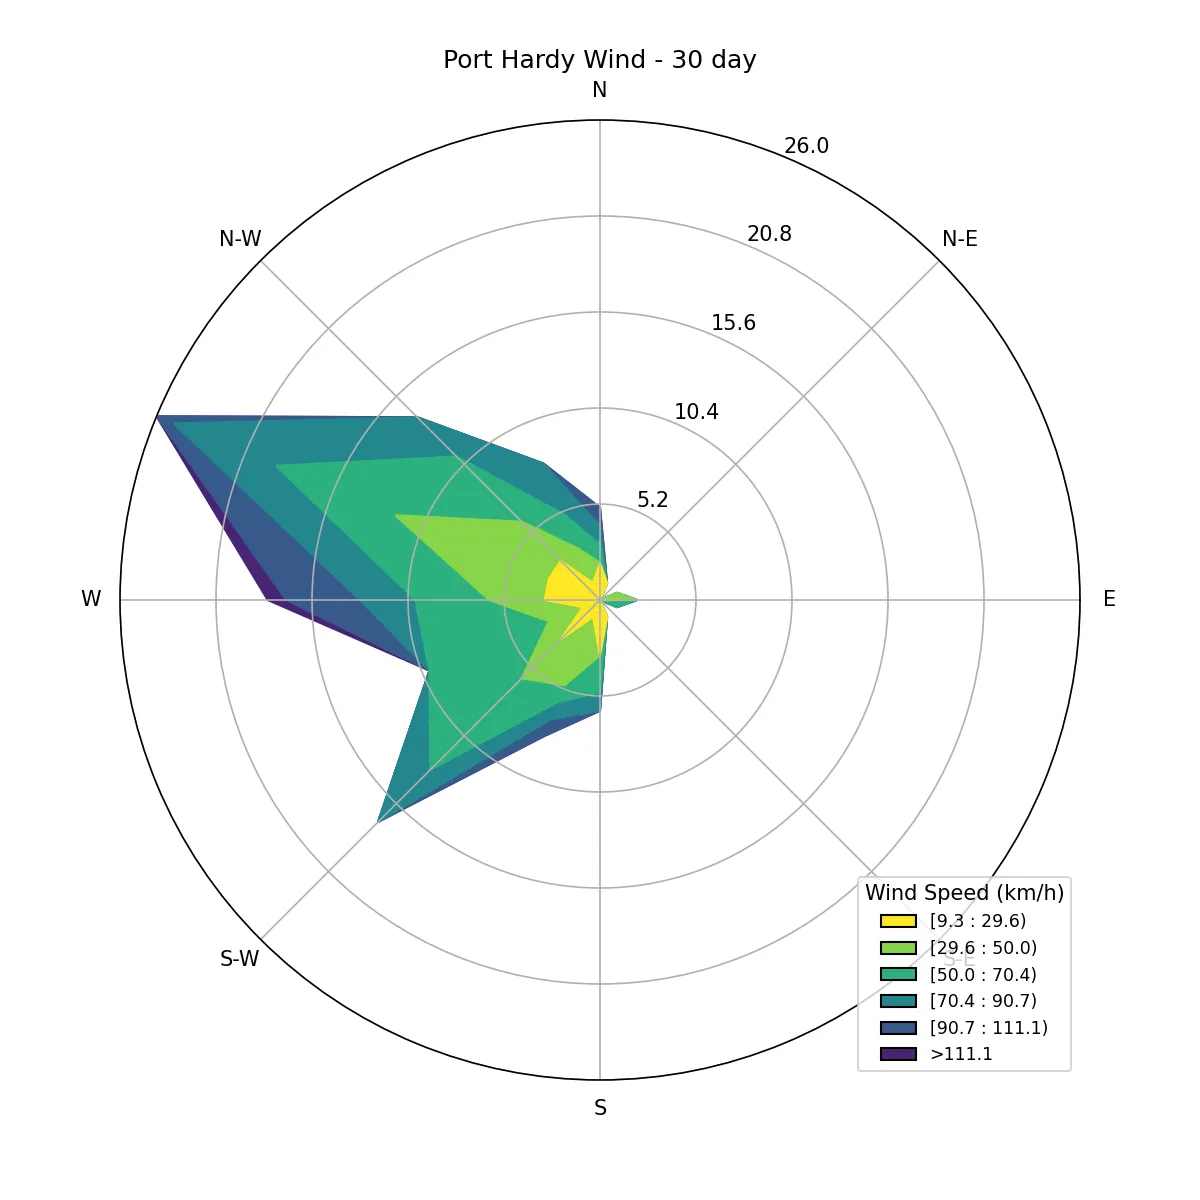 Port Hardy Wind - 30 day
N
26.0
N-W
20.8
N-E
15.6
10.4
5.2
W
E
Wind Speed (km/h)
[9.3 : 29.6)
[29.6 : 50.0)
S-W
S-E
[50.0 : 70.4)
[70.4 : 90.7)
[90.7 : 111.1)
>111.1
S